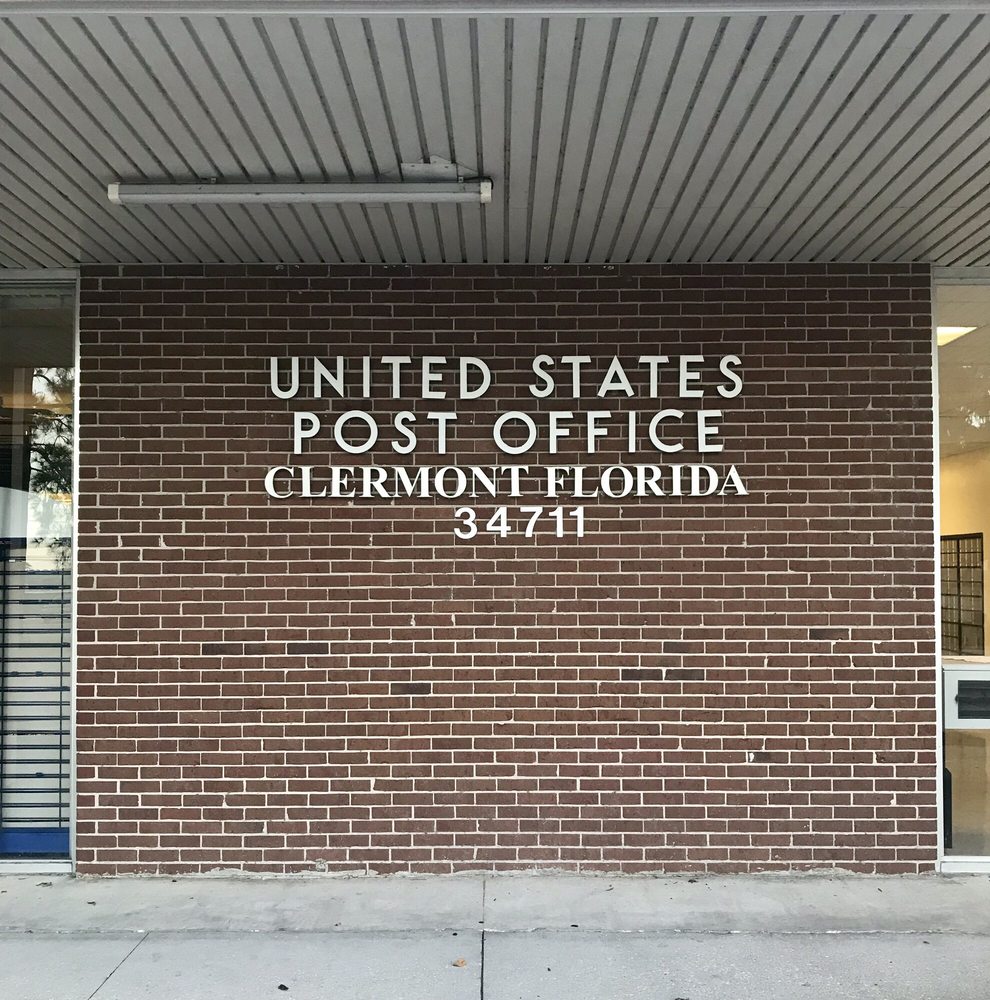 UNITED STATES
POST OFFICE
CLERMONT FLORIDA
34711